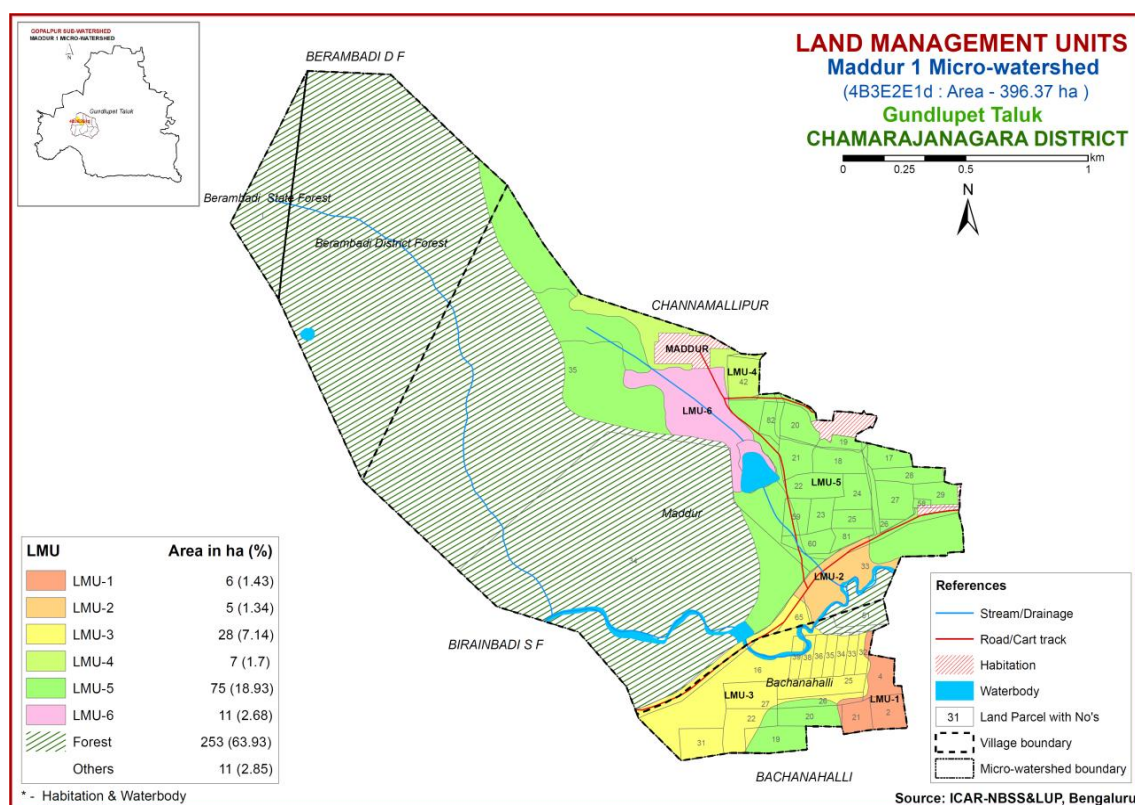 GOPALPUR SUB-WATERSHED
MADDUR 1 MICRO-WATERSHED
N
Gundlupet Taluk
LAND MANAGEMENT UNITS
Maddur 1 Micro-watershed
(4B3E2E1d : Area - 396.37 ha )
Gundlupet Taluk
CHAMARAJANAGARA DISTRICT
0 0.25 0.5 1
km
N
BERAMBADI D F
Berambadi State Forest
Berambadi District Forest
CHANNAMALLIPUR
MADDUR
LMU-4
42
35
LMU-6
82
20
19
21
18
17
28
22
LMU-5
24
27
29
58
59
23
25
26
60
81
Maddur
LMU-2
33
65
BIRAINBADI S F
38 36 35 34 33
16
Bachanahalli
25
4
LMU-3
27
26
LMU-1
22
20
21
2
31
19
BACHANAHALLI
LMU Area in ha (%)
LMU-1 6 (1.43)
LMU-2 5 (1.34)
LMU-3 28 (7.14)
LMU-4 7 (1.7)
LMU-5 75 (18.93)
LMU-6 11 (2.68)
Forest 253 (63.93)
Others 11 (2.85)
* - Habitation & Waterbody
References
Stream/Drainage
Road/Cart track
Habitation
Waterbody
31 Land Parcel with No's
Village boundary
Micro-watershed boundary
Source: ICAR-NBSS&LUP, Bengaluru